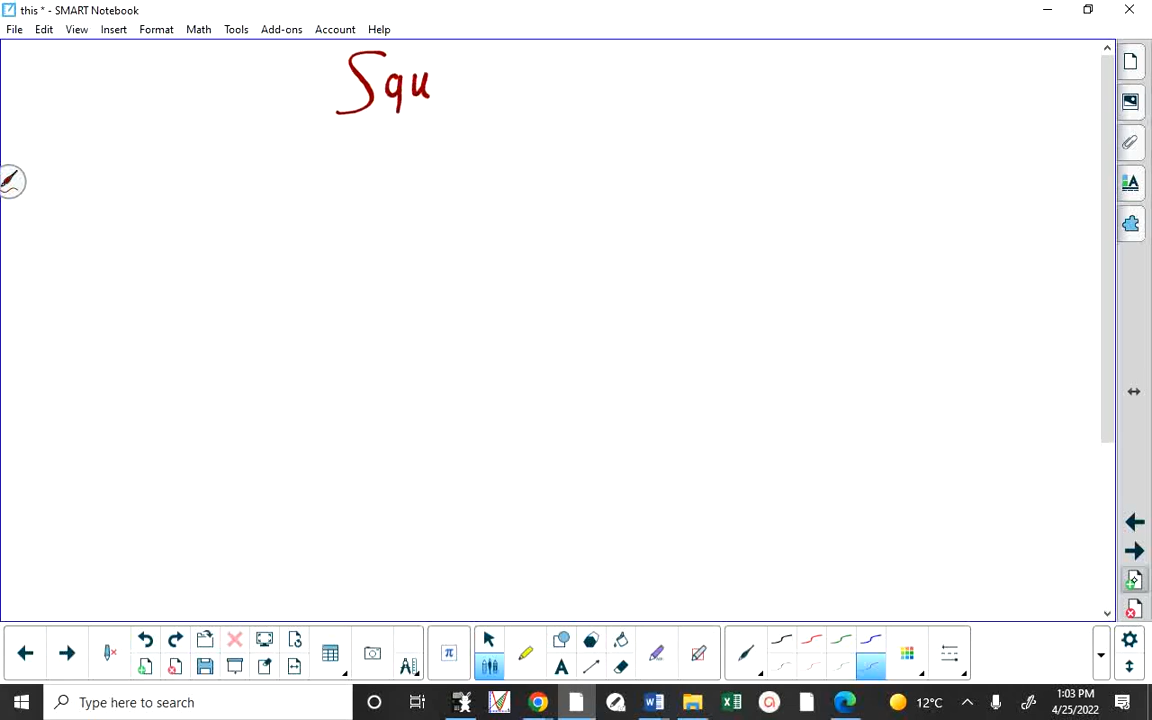 this * - SMART Notebook
File Edit View Insert Format Math Tools Add-ons Account Help
Squ
Type here to search
12°C
1:03 PM
4/25/2022